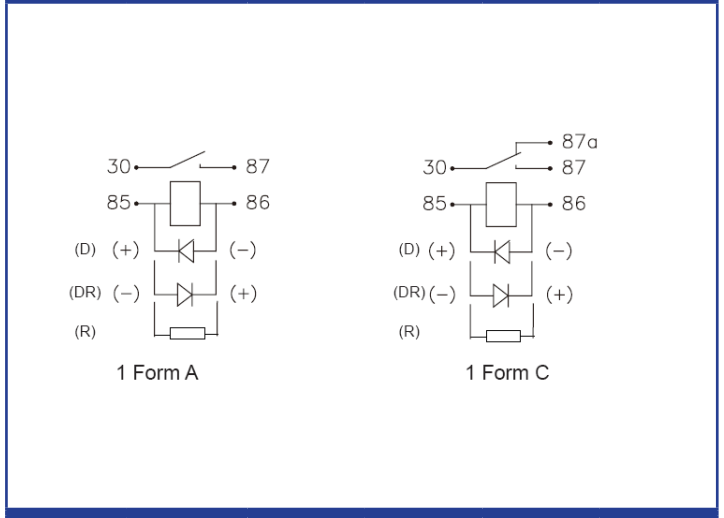 30 87
85 86
(D) (+) (−)
(DR) (−) (+)
(R)
1 Form A
87a
30 87
85 86
(D) (+) (−)
(DR) (−) (+)
(R)
1 Form C